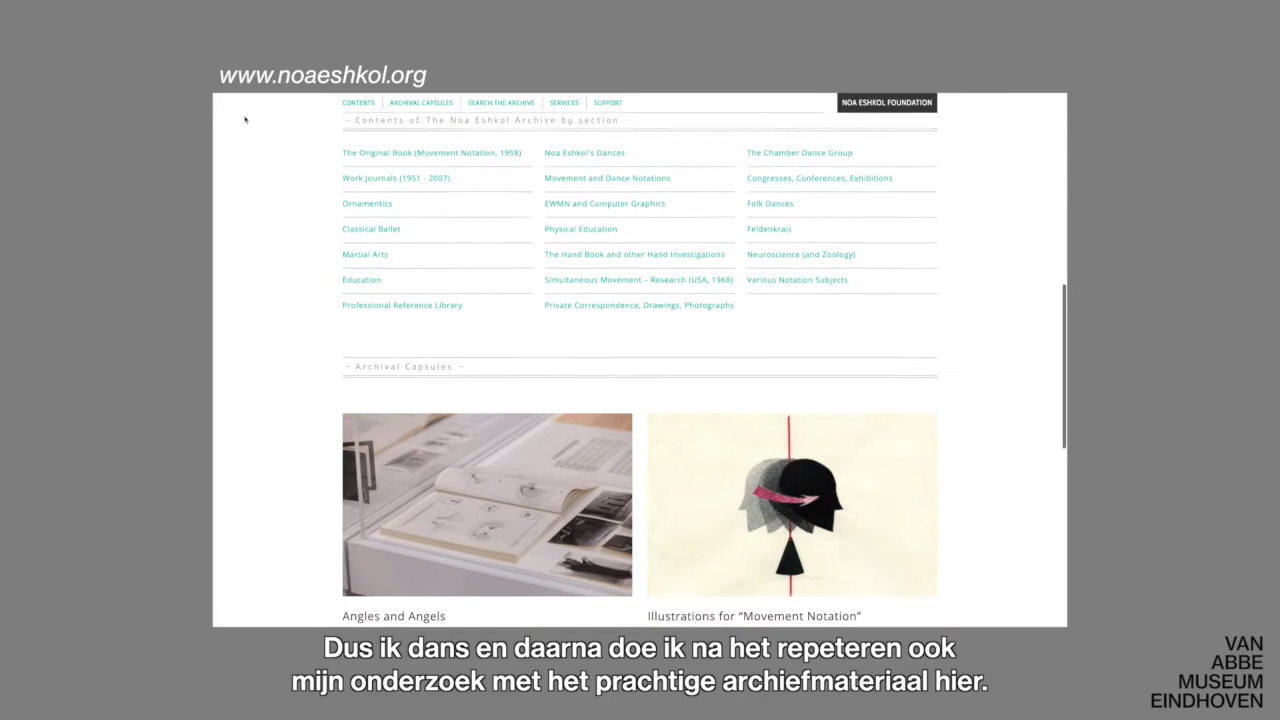 www.noaeshkol.org
CONTENTS
ARCHIVAL CAPSULES
SEARCH THE ARCHIVE
SERVICES
SUPPORT
NOA ESHKOL FOUNDATION
— Contents of The Noa Eshkol Archive by section —
The Original Book (Movement Notation, 1958)
Work Journals (1951 - 2007)
Ornamentics
Classical Ballet
Martial Arts
Education
Professional Reference Library
Noa Eshkol's Dances
Movement and Dance Notations
EWMN and Computer Graphics
Physical Education
The Hand Book and other Hand Investigations
Simultaneous Movement – Research (USA, 1968)
Private Correspondence, Drawings, Photographs
The Chamber Dance Group
Congresses, Conferences, Exhibitions
Folk Dances
Feldenkrais
Neuroscience (and Zoology)
Various Notation Subjects
— Archival Capsules —
Angles and Angels
Illustrations for “Movement Notation”
Dus ik dans en daarna doe ik na het repeteren ook
mijn onderzoek met het prachtige archiefmateriaal hier.
VAN
ABBE
MUSEUM
EINDHOVEN